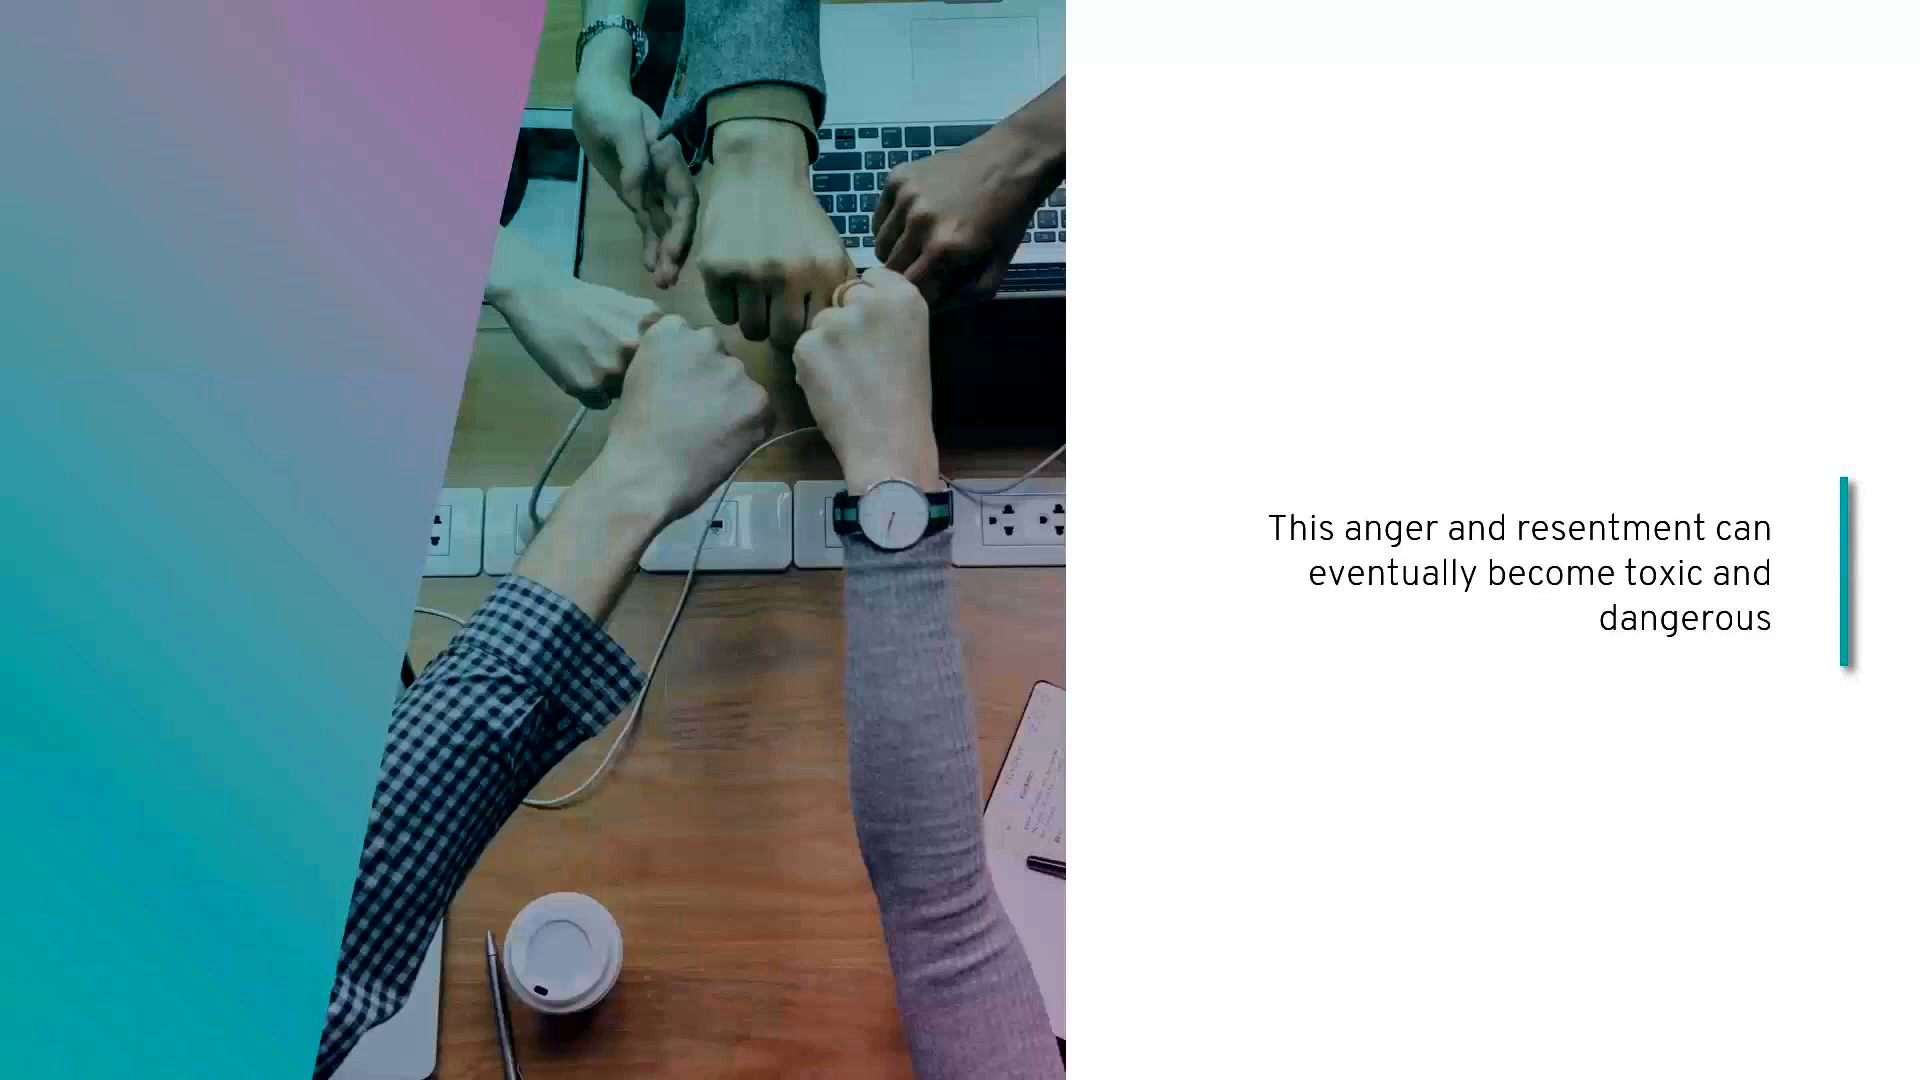 This anger and resentment can
eventually become toxic and
dangerous